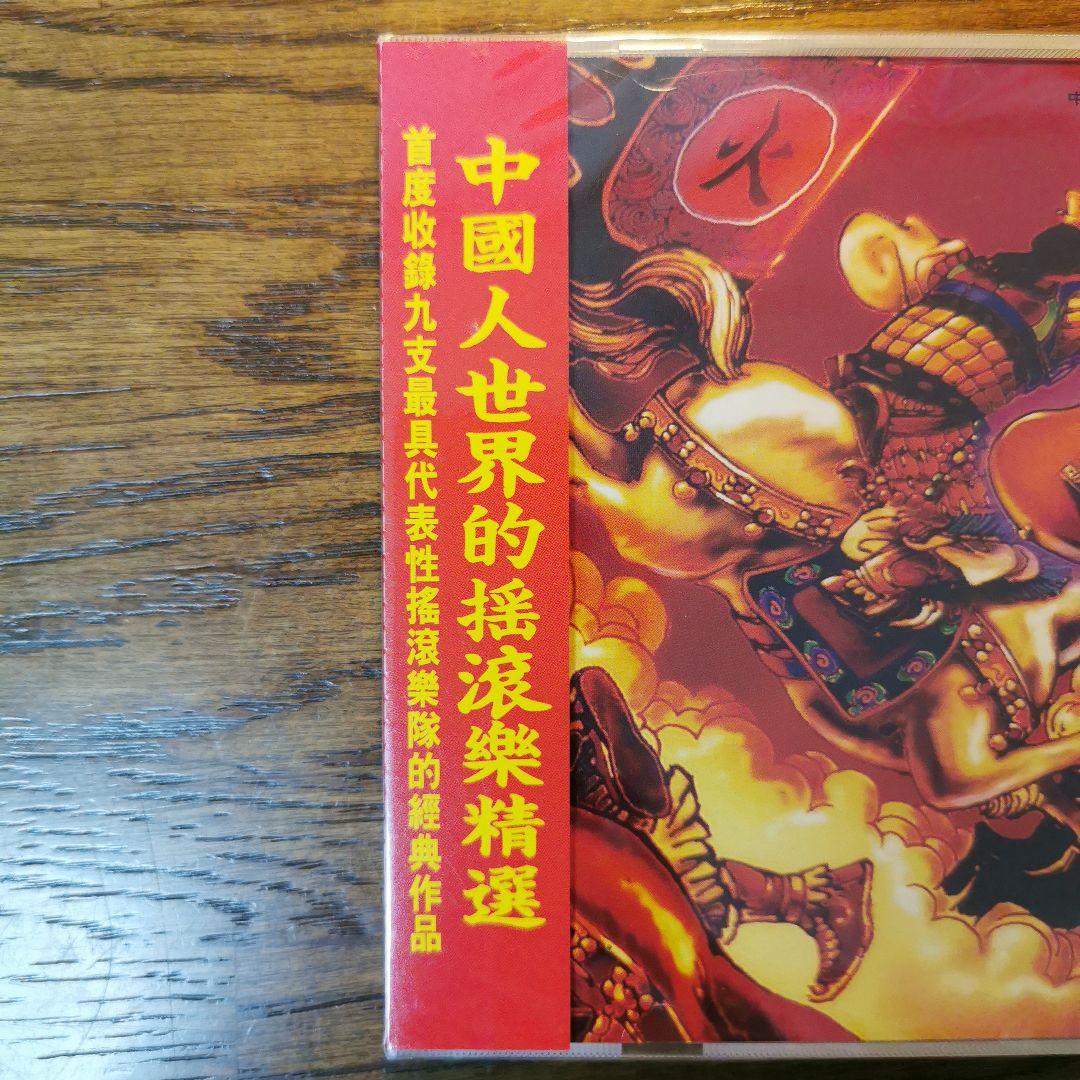 中國人世界的搖滾樂精選
首度收錄九支最具代表性搖滾樂隊的經典作品
火
中